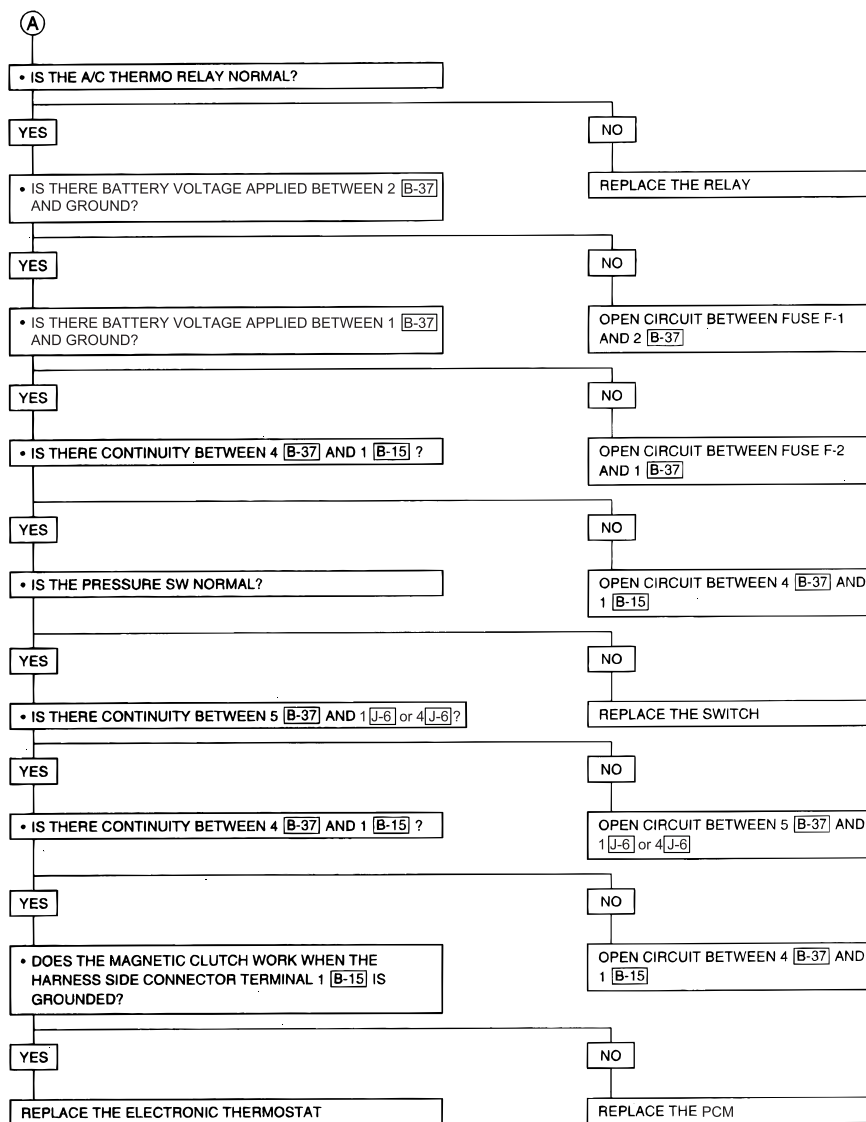 A
• IS THE A/C THERMO RELAY NORMAL?
YES
NO
• IS THERE BATTERY VOLTAGE APPLIED BETWEEN 2 B-37
AND GROUND?
REPLACE THE RELAY
YES
NO
• IS THERE BATTERY VOLTAGE APPLIED BETWEEN 1 B-37
AND GROUND?
OPEN CIRCUIT BETWEEN FUSE F-1
AND 2 B-37
YES
NO
• IS THERE CONTINUITY BETWEEN 4 B-37 AND 1 B-15 ?
OPEN CIRCUIT BETWEEN FUSE F-2
AND 1 B-37
YES
NO
• IS THE PRESSURE SW NORMAL?
OPEN CIRCUIT BETWEEN 4 B-37 AND
1 B-15
YES
NO
• IS THERE CONTINUITY BETWEEN 5 B-37 AND 1 J-6 or 4 J-6?
REPLACE THE SWITCH
YES
NO
• IS THERE CONTINUITY BETWEEN 4 B-37 AND 1 B-15 ?
OPEN CIRCUIT BETWEEN 5 B-37 AND
1 J-6 or 4 J-6
YES
NO
• DOES THE MAGNETIC CLUTCH WORK WHEN THE
HARNESS SIDE CONNECTOR TERMINAL 1 B-15 IS
GROUNDED?
OPEN CIRCUIT BETWEEN 4 B-37 AND
1 B-15
YES
NO
REPLACE THE ELECTRONIC THERMOSTAT
REPLACE THE PCM